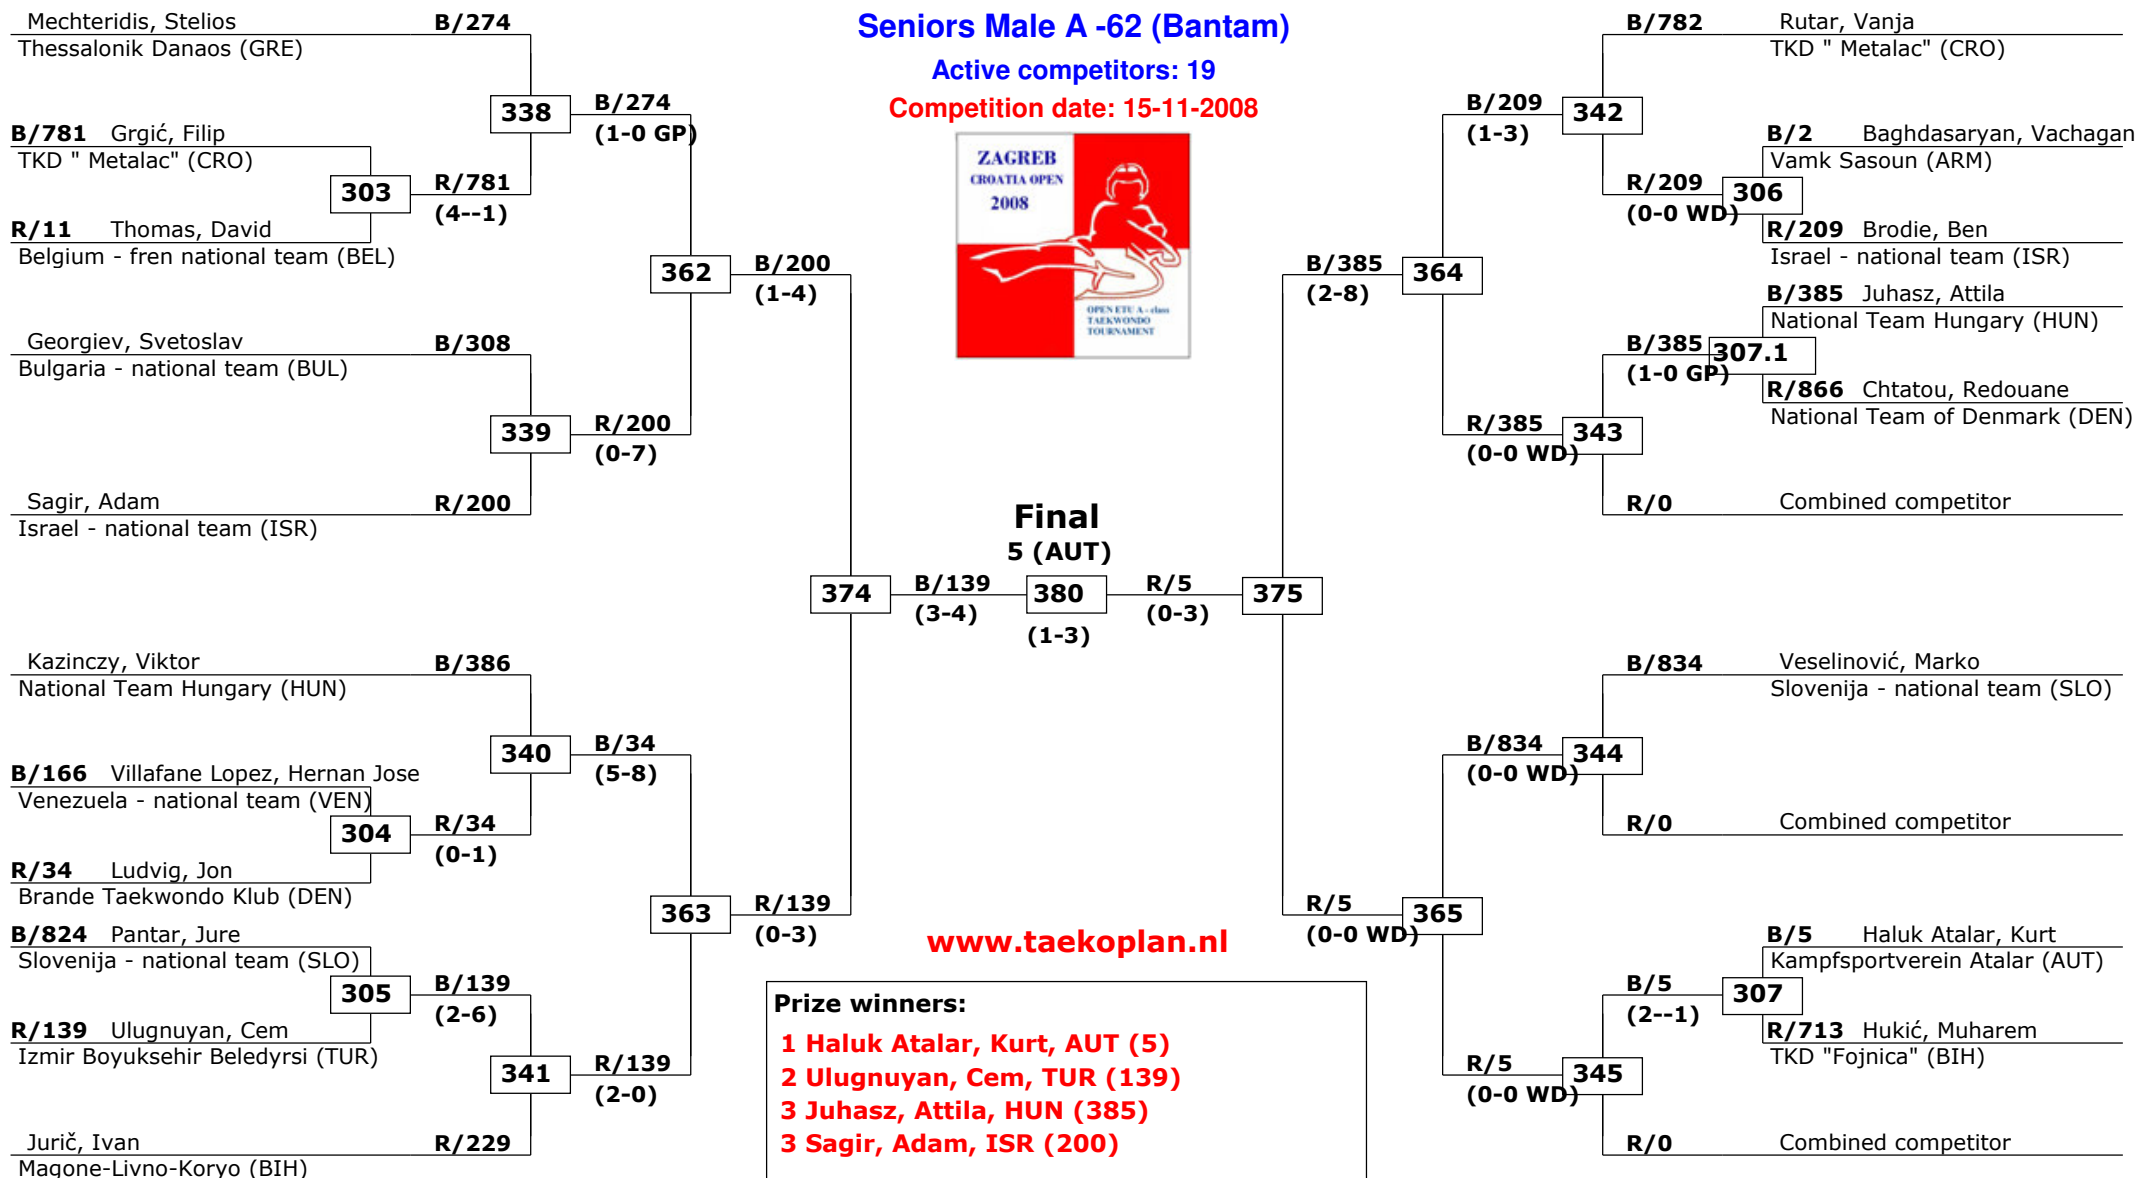 Seniors Male A -62 (Bantam)
Active competitors: 19
Competition date: 15-11-2008
ZAGREB
CROATIA OPEN
2008
OPEN ETU A - class
TAEKWONDO
TOURNAMENT
Mechteridis, Stelios B/274
Thessalonik Danaos (GRE)
338
B/274
(1-0 GP)
B/781 Grgić, Filip
TKD " Metalac" (CRO)
303
R/781
(4--1)
R/11 Thomas, David
Belgium - fren national team (BEL)
362
B/200
(1-4)
Georgiev, Svetoslav B/308
Bulgaria - national team (BUL)
339
R/200
(0-7)
Sagir, Adam R/200
Israel - national team (ISR)
374
B/139
(3-4)
Kazinczy, Viktor B/386
National Team Hungary (HUN)
340
B/34
(5-8)
B/166 Villafane Lopez, Hernan Jose
Venezuela - national team (VEN)
304
R/34
(0-1)
R/34 Ludvig, Jon
Brande Taekwondo Klub (DEN)
363
R/139
(0-3)
B/824 Pantar, Jure
Slovenija - national team (SLO)
305
B/139
(2-6)
R/139 Ulugnuyan, Cem
Izmir Boyuksehir Beledyrsi (TUR)
341
R/139
(2-0)
Jurič, Ivan R/229
Magone-Livno-Koryo (BIH)
Final
5 (AUT)
380
(1-3)
R/5
(0-3)
375
B/782 Rutar, Vanja
TKD " Metalac" (CRO)
B/209
(1-3)
342
B/2 Baghdasaryan, Vachagan
Vamk Sasoun (ARM)
R/209
(0-0 WD)
306
R/209 Brodie, Ben
Israel - national team (ISR)
B/385
(2-8)
364
B/385 Juhasz, Attila
National Team Hungary (HUN)
B/385
(1-0 GP)
307.1
R/866 Chtatou, Redouane
National Team of Denmark (DEN)
R/385
(0-0 WD)
343
R/0 Combined competitor
B/834 Veselinović, Marko
Slovenija - national team (SLO)
B/834
(0-0 WD)
344
R/0 Combined competitor
R/5
(0-0 WD)
365
B/5 Haluk Atalar, Kurt
Kampfsportverein Atalar (AUT)
B/5
(2--1)
307
R/713 Hukić, Muharem
TKD "Fojnica" (BIH)
R/5
(0-0 WD)
345
R/0 Combined competitor
www.taekoplan.nl
Prize winners:
1 Haluk Atalar, Kurt, AUT (5)
2 Ulugnuyan, Cem, TUR (139)
3 Juhasz, Attila, HUN (385)
3 Sagir, Adam, ISR (200)